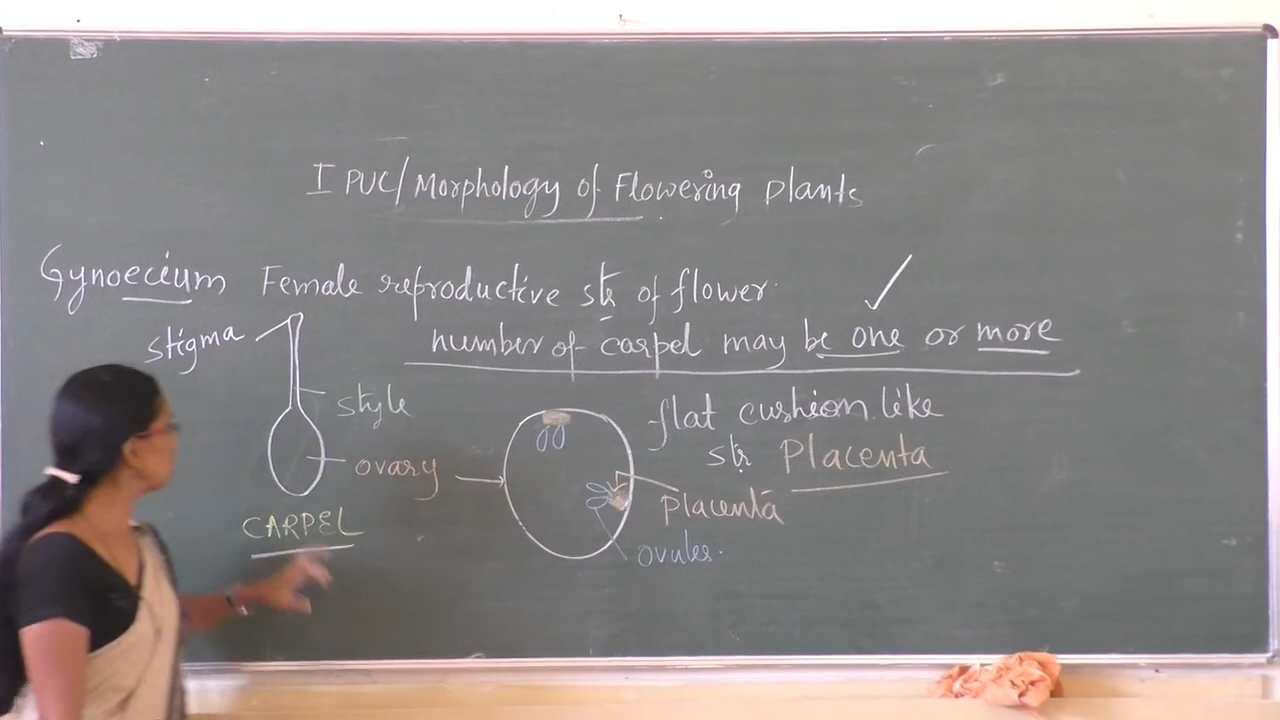 I PUC/Morphology of Flowering Plants
Gynoecium Female reproductive str of flower.
number of carpel may be one or more
stigma
style
ovary
CARPEL
flat cushion like
str Placenta
Placenta
ovules.